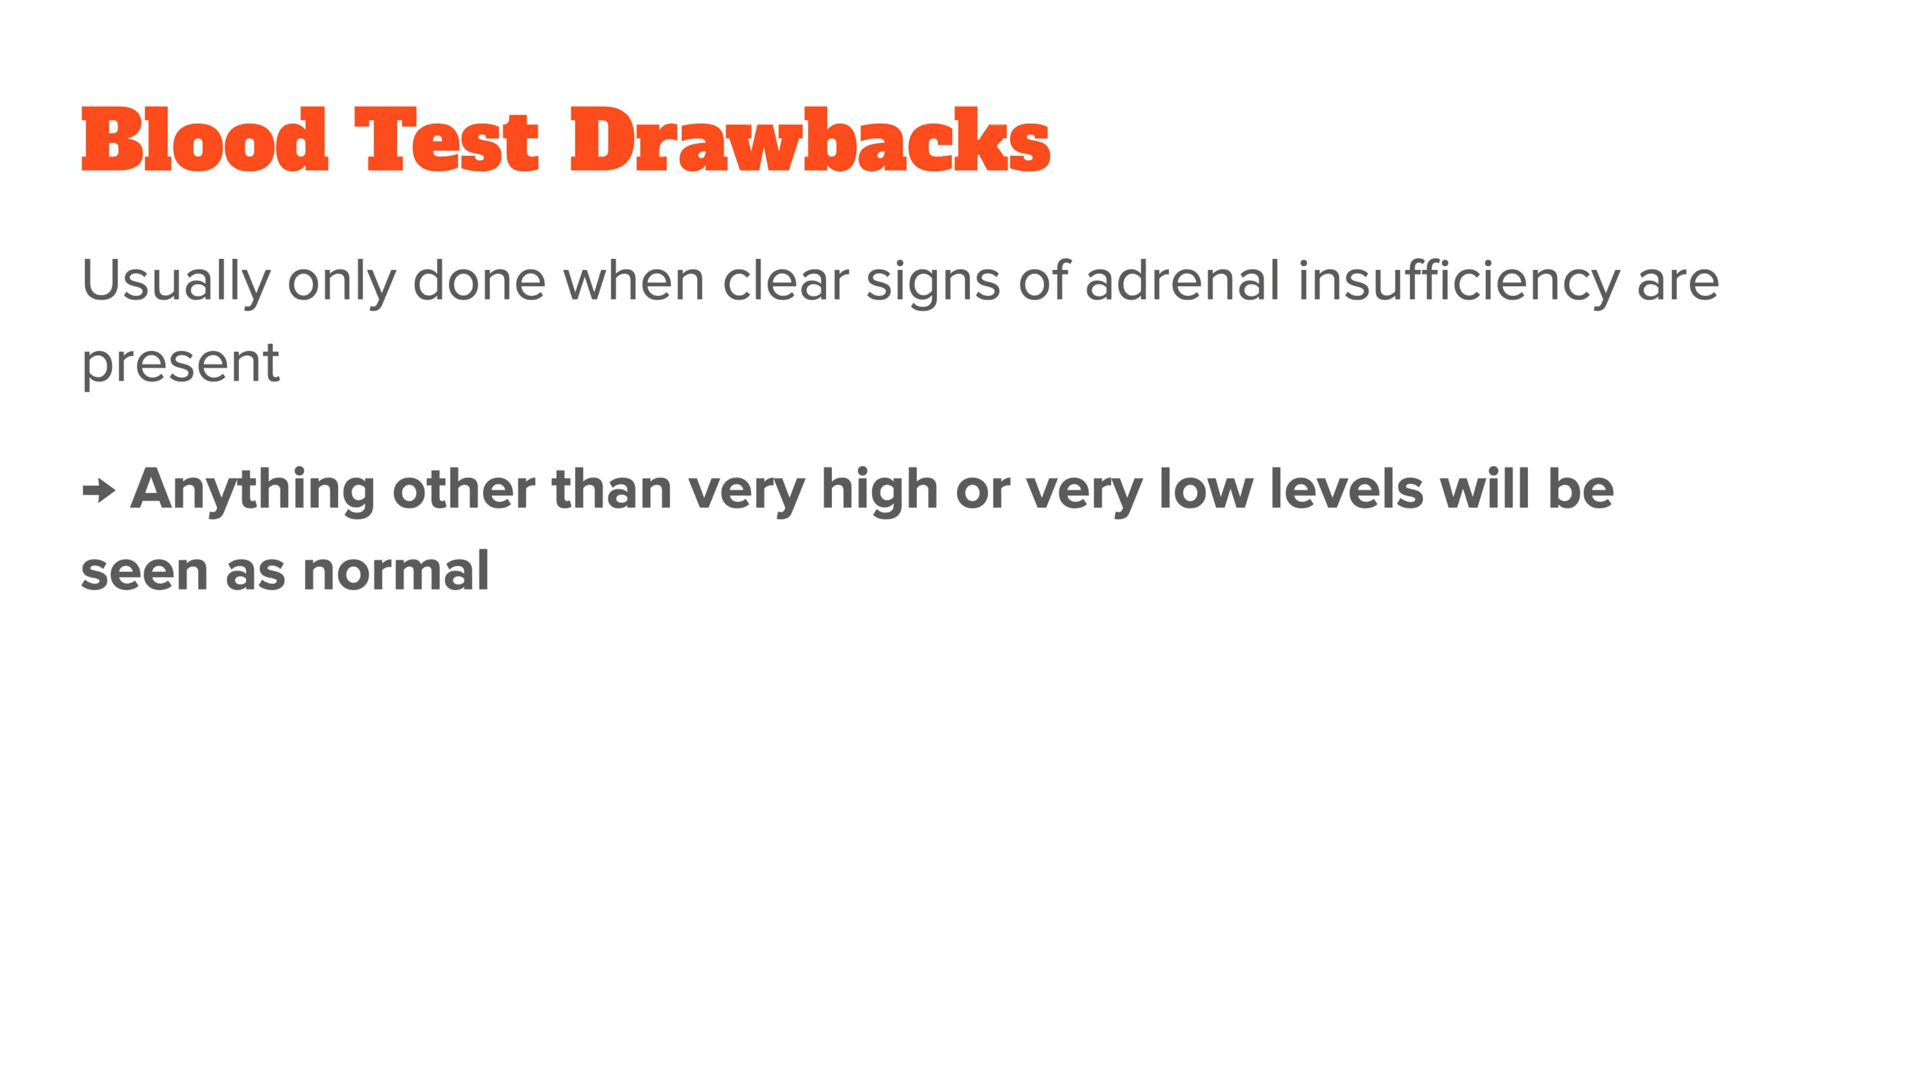 Blood Test Drawbacks
Usually only done when clear signs of adrenal insufficiency are
present
→ Anything other than very high or very low levels will be
seen as normal